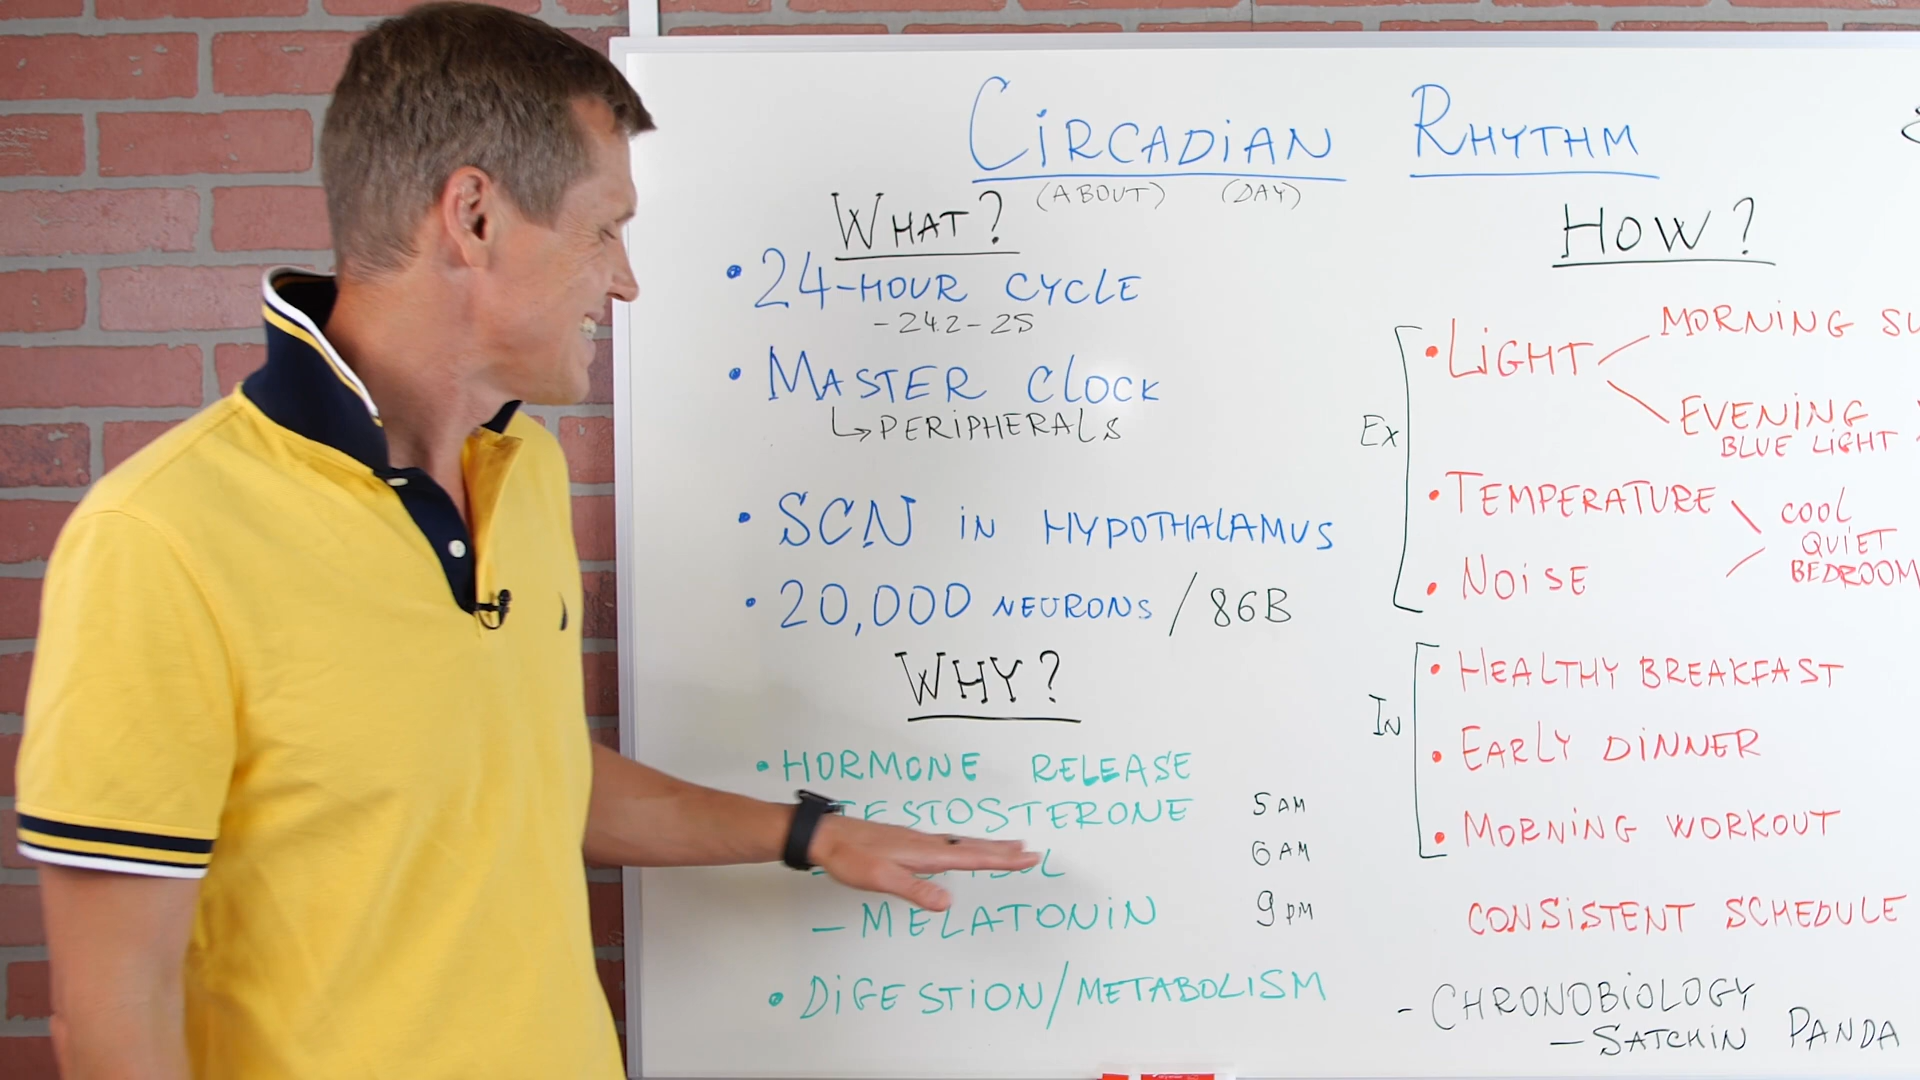 CIRCADIAN RHYTHM
(ABOUT) (DAY)
WHAT?
• 24-HOUR CYCLE
- 24.2 - 25
• MASTER CLOCK
↳ PERIPHERALS
• SCN IN HYPOTHALAMUS
• 20,000 NEURONS / 86B
WHY?
• HORMONE RELEASE
TESTOSTERONE 5 AM
6 AM
- MELATONIN 9 PM
• DIGESTION/METABOLISM
HOW?
Ex
• LIGHT
MORNING
EVENING
BLUE LIGHT
• TEMPERATURE
• NOISE
COOL
QUIET
BEDROOM
In
• HEALTHY BREAKFAST
• EARLY DINNER
• MORNING WORKOUT
CONSISTENT SCHEDULE
- CHRONOBIOLOGY
- SATCHIN PANDA